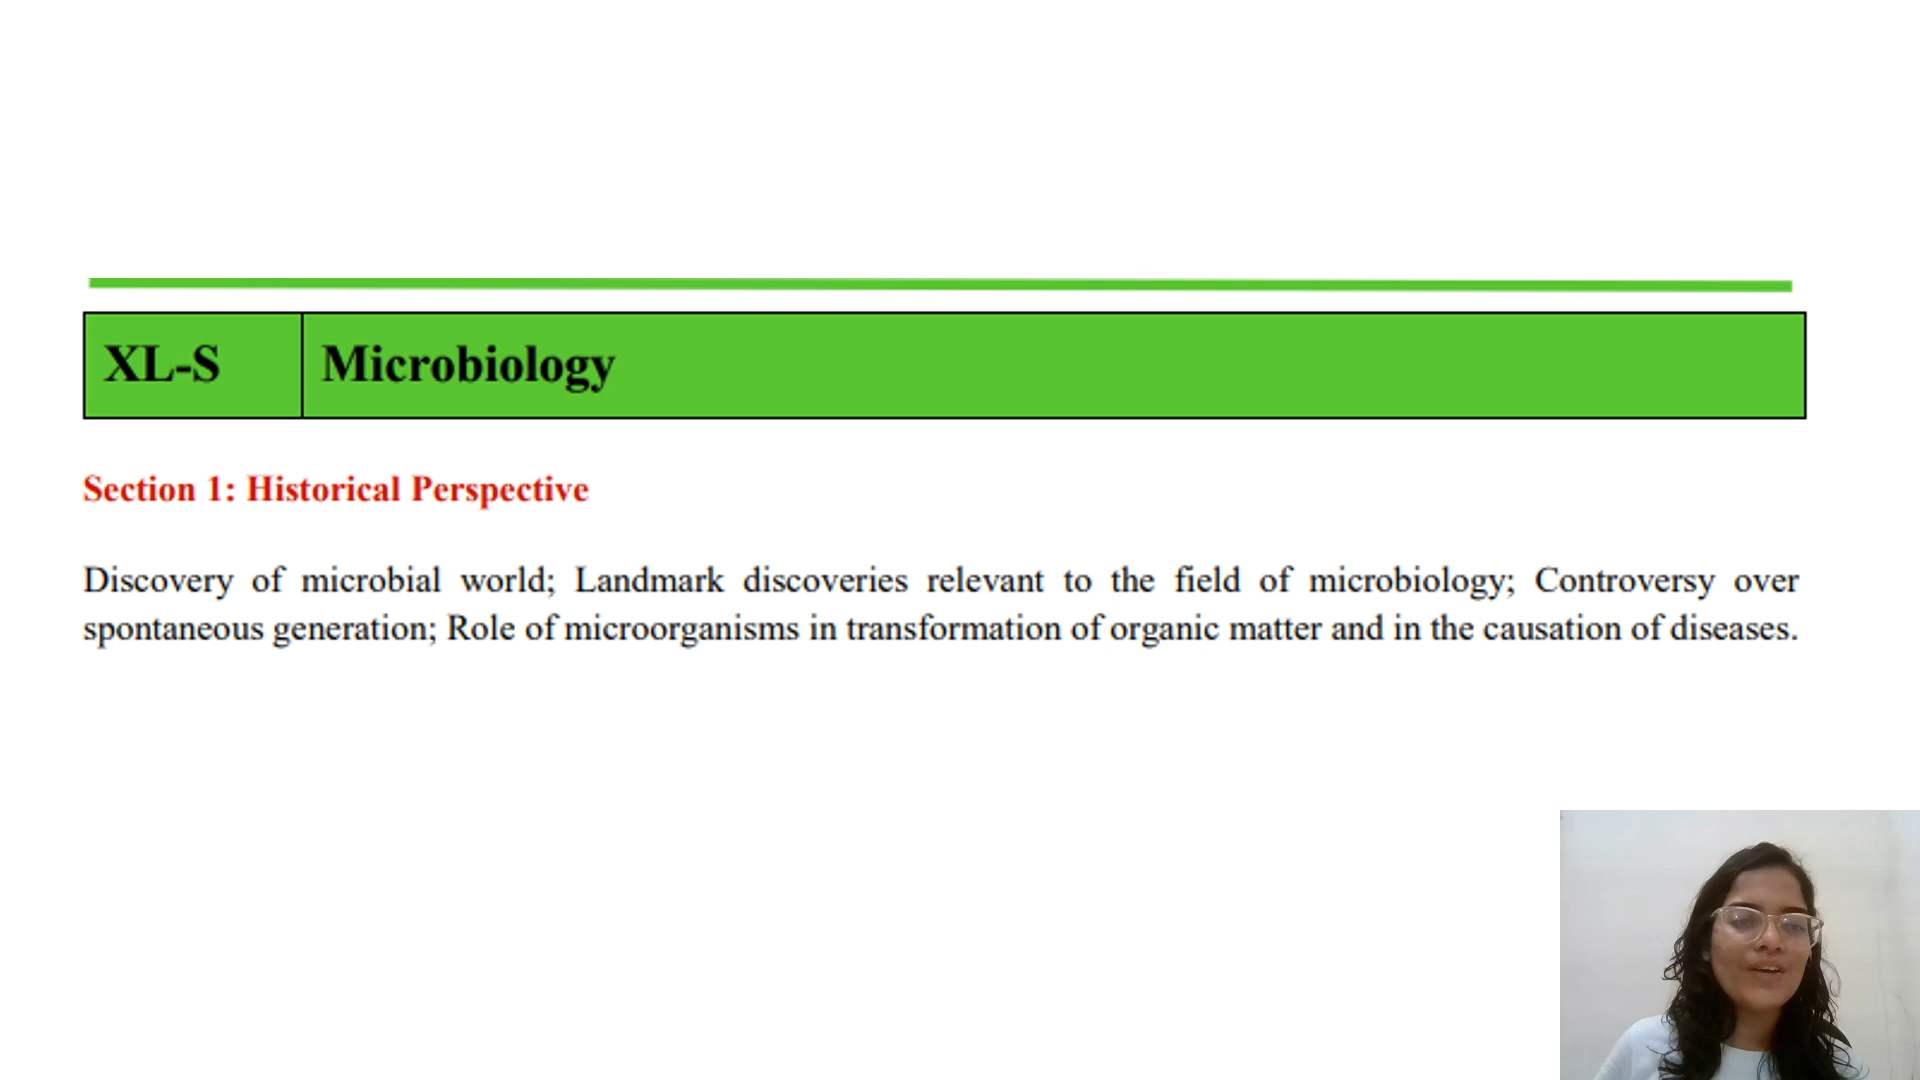 XL-S Microbiology
Section 1: Historical Perspective
Discovery of microbial world; Landmark discoveries relevant to the field of microbiology; Controversy over
spontaneous generation; Role of microorganisms in transformation of organic matter and in the causation of diseases.